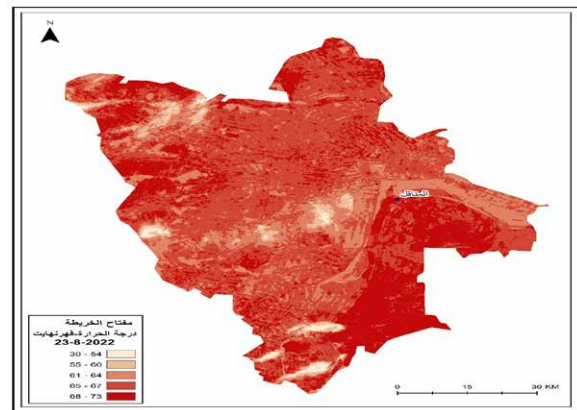 N
المناقل
مفتاح الخريطة
درجة الحرارة-فهرنهايت
23-8-2022
30 - 54
55 - 60
61 - 64
65 - 67
68 - 73
0 15 30 KM